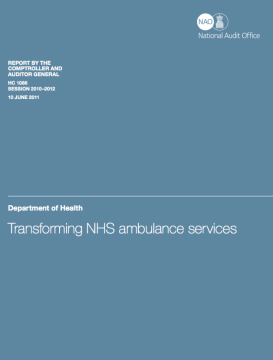 NAO
National Audit Office
REPORT BY THE
COMPTROLLER AND
AUDITOR GENERAL
HC 1086
SESSION 2010–2012
10 JUNE 2011
Department of Health
Transforming NHS ambulance services